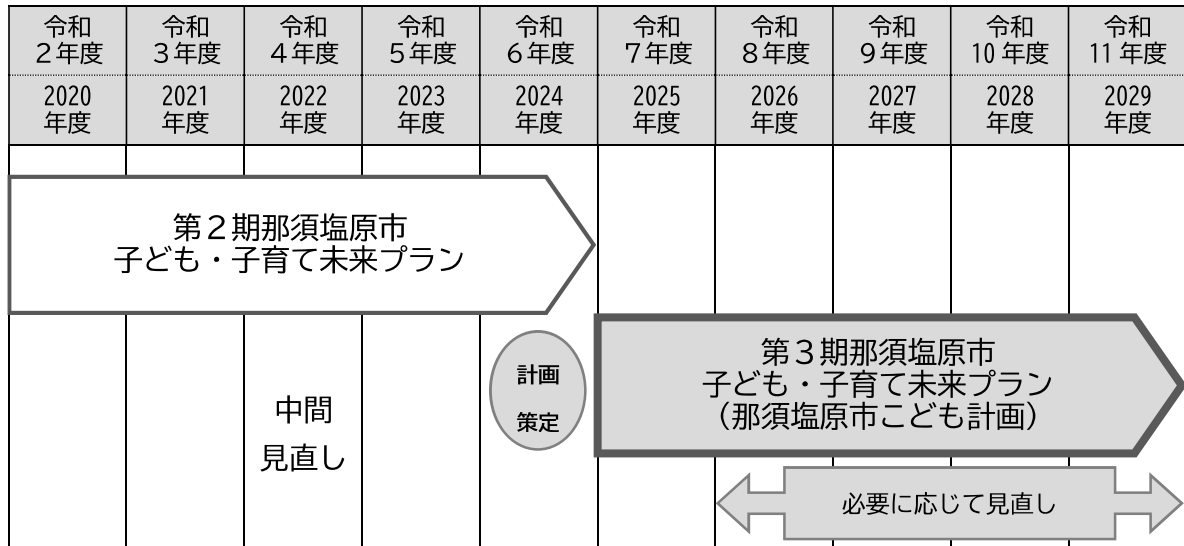 令和
２年度
令和
３年度
令和
４年度
令和
５年度
令和
６年度
令和
７年度
令和
８年度
令和
９年度
令和
10 年度
令和
11 年度
2020
年度
2021
年度
2022
年度
2023
年度
2024
年度
2025
年度
2026
年度
2027
年度
2028
年度
2029
年度
第２期那須塩原市
子ども・子育て未来プラン
第３期那須塩原市
子ども・子育て未来プラン
（那須塩原市こども計画）
計画
策定
中間
見直し
必要に応じて見直し